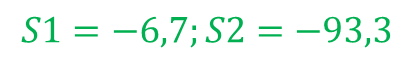 S1 = −6,7; S2 = −93,3